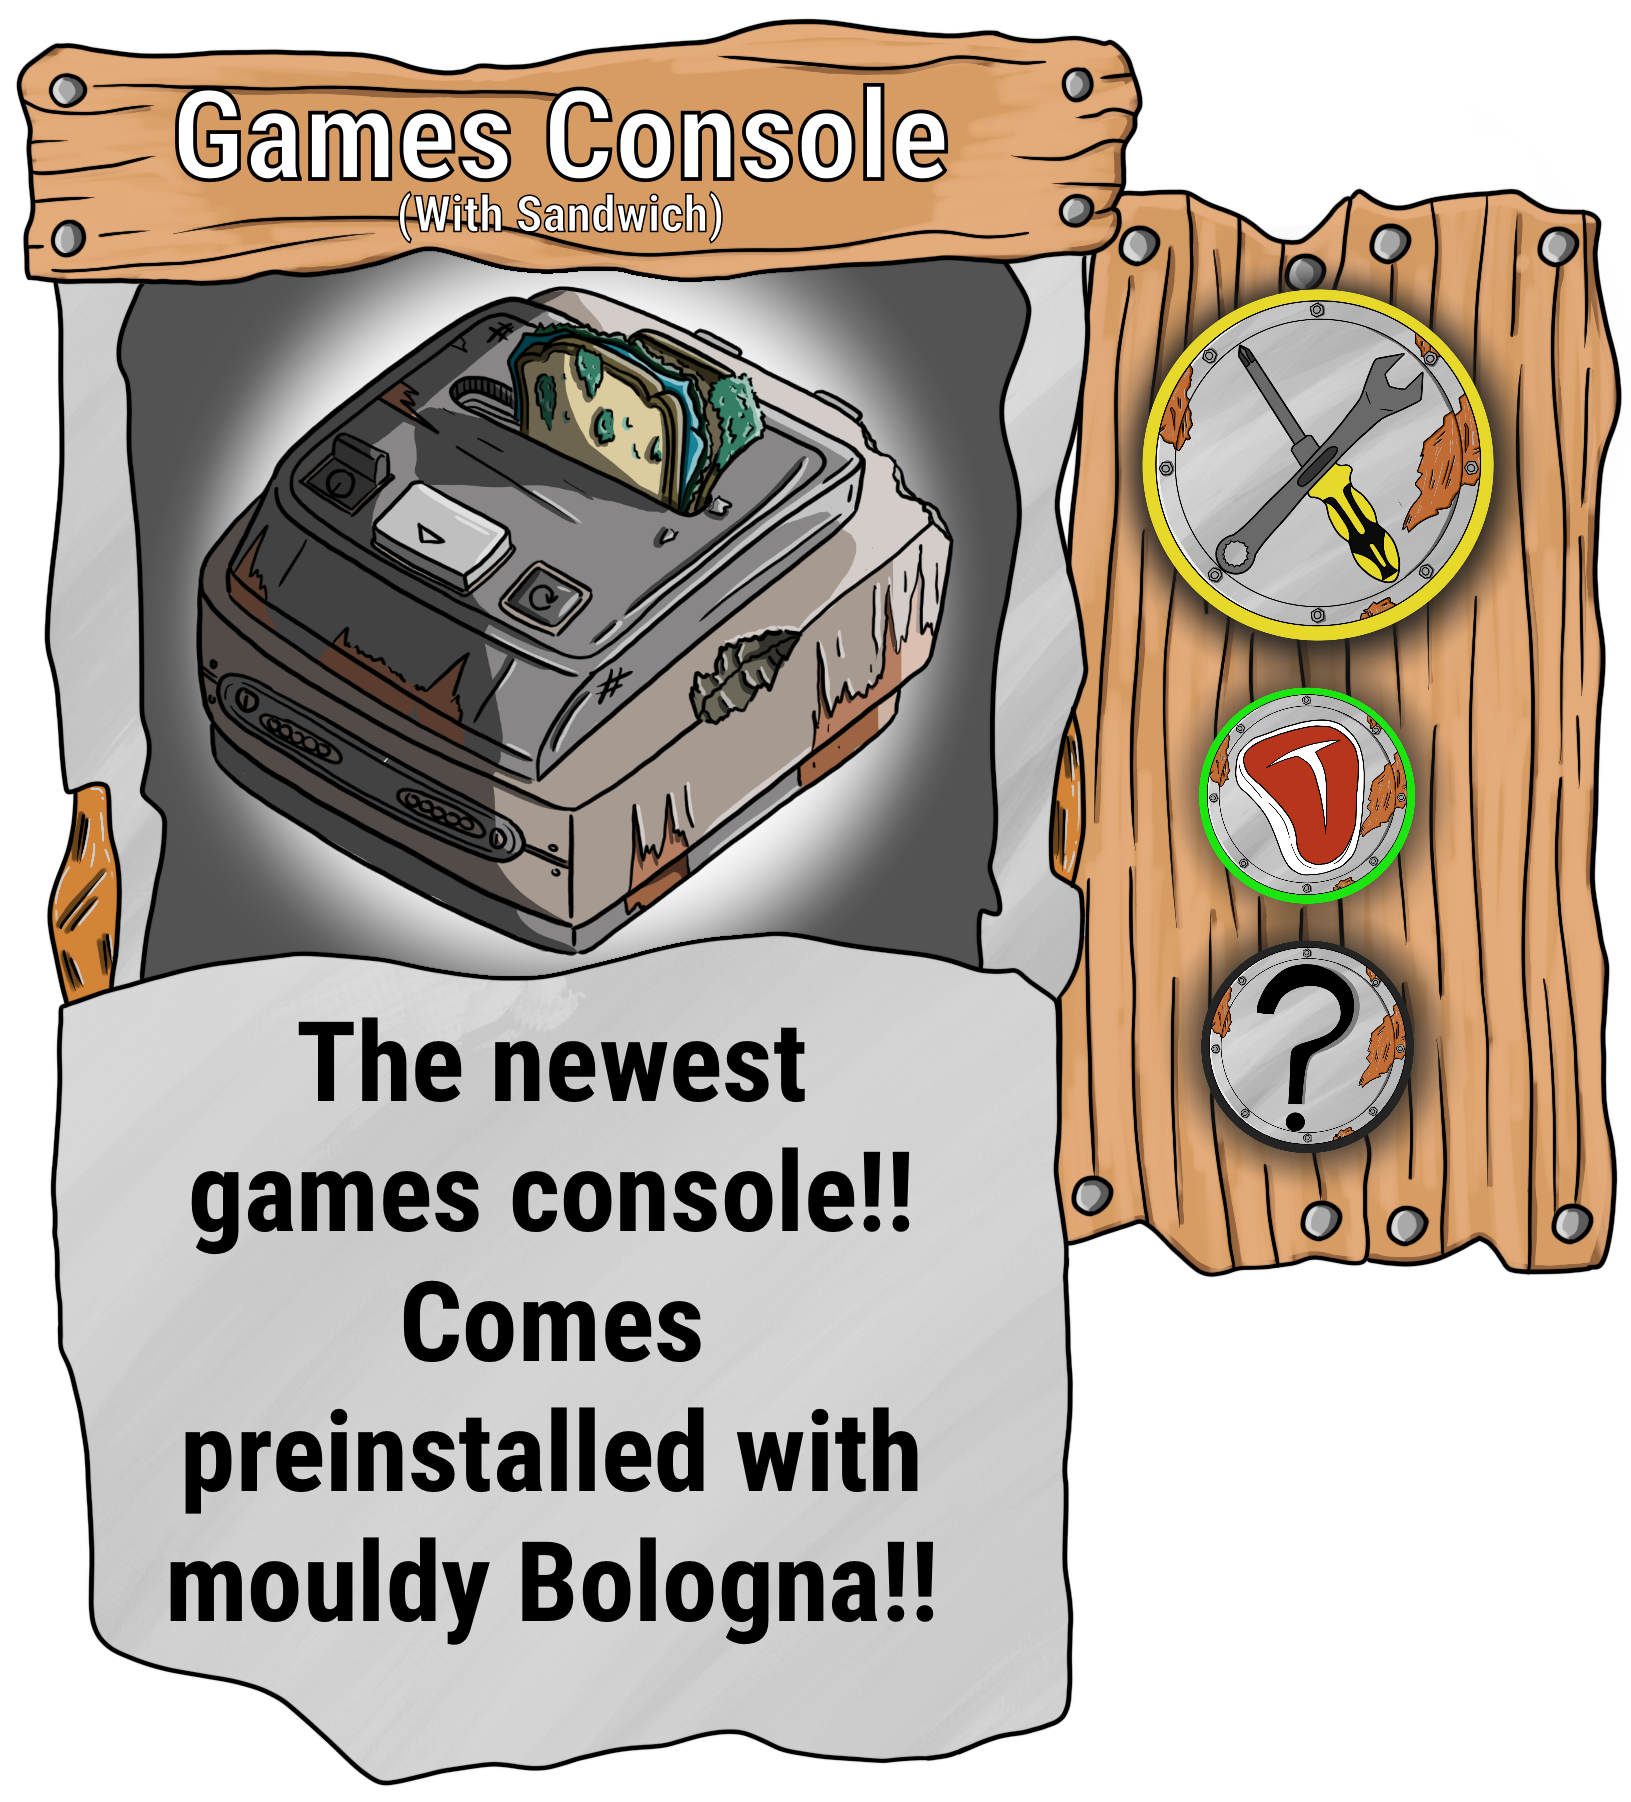 Games Console
(With Sandwich)
The newest
games console!!
Comes
preinstalled with
mouldy Bologna!!
?